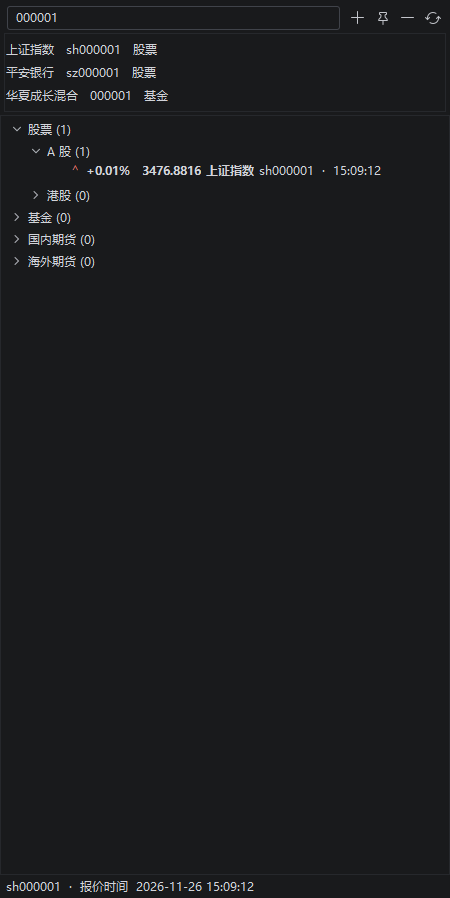 000001
上证指数 sh000001 股票
平安银行 sz000001 股票
华夏成长混合 000001 基金
股票 (1)
A 股 (1)
^ +0.01% 3476.8816 上证指数 sh000001 · 15:09:12
港股 (0)
基金 (0)
国内期货 (0)
海外期货 (0)
sh000001 · 报价时间 2026-11-26 15:09:12